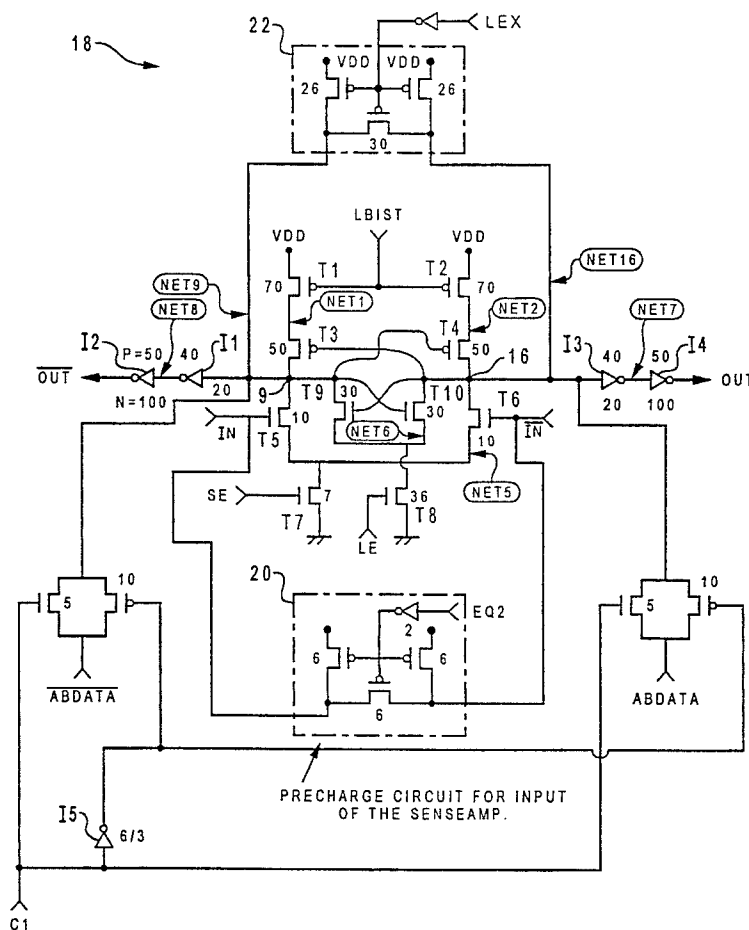 22
LEX
18
VDD VDD
26 26
30
LBIST
VDD VDD
T1 T2
NET9 70 70 NET16
NET8 NET1 NET2 NET7
I2 P=50 40 I1 T3 T4 16 I3 40 50 I4
50 50
OUT OUT
N=100 20 9 T9 30 T10 30 T6 20 100
IN T5 10 NET6 10 IN
NET5
SE 7 36
T7 T8
LE
20
10 EQ2 10
5 2 5
6 6
ABDATA ABDATA
6
PRECHARGE CIRCUIT FOR INPUT
OF THE SENSEAMP.
I5 6/3
C1